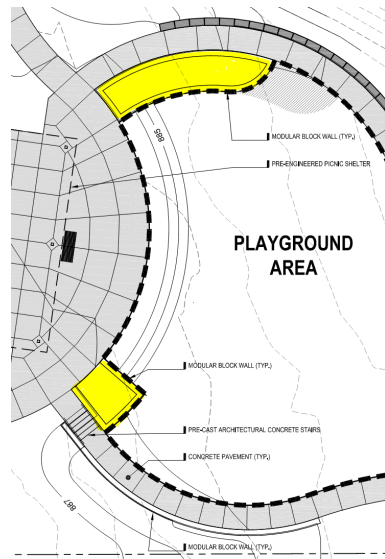 MODULAR BLOCK WALL (TYP.)
885
PRE-ENGINEERED PICNIC SHELTER
PLAYGROUND
AREA
MODULAR BLOCK WALL (TYP.)
PRE-CAST ARCHITECTURAL CONCRETE STAIRS
CONCRETE PAVEMENT (TYP.)
887
MODULAR BLOCK WALL (TYP.)